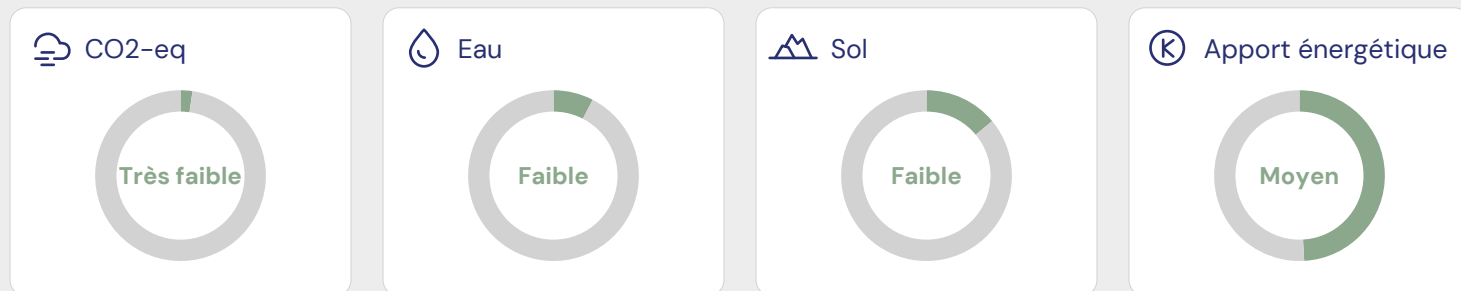 CO2-eq
Très faible
Eau
Faible
Sol
Faible
Apport énergétique
Moyen